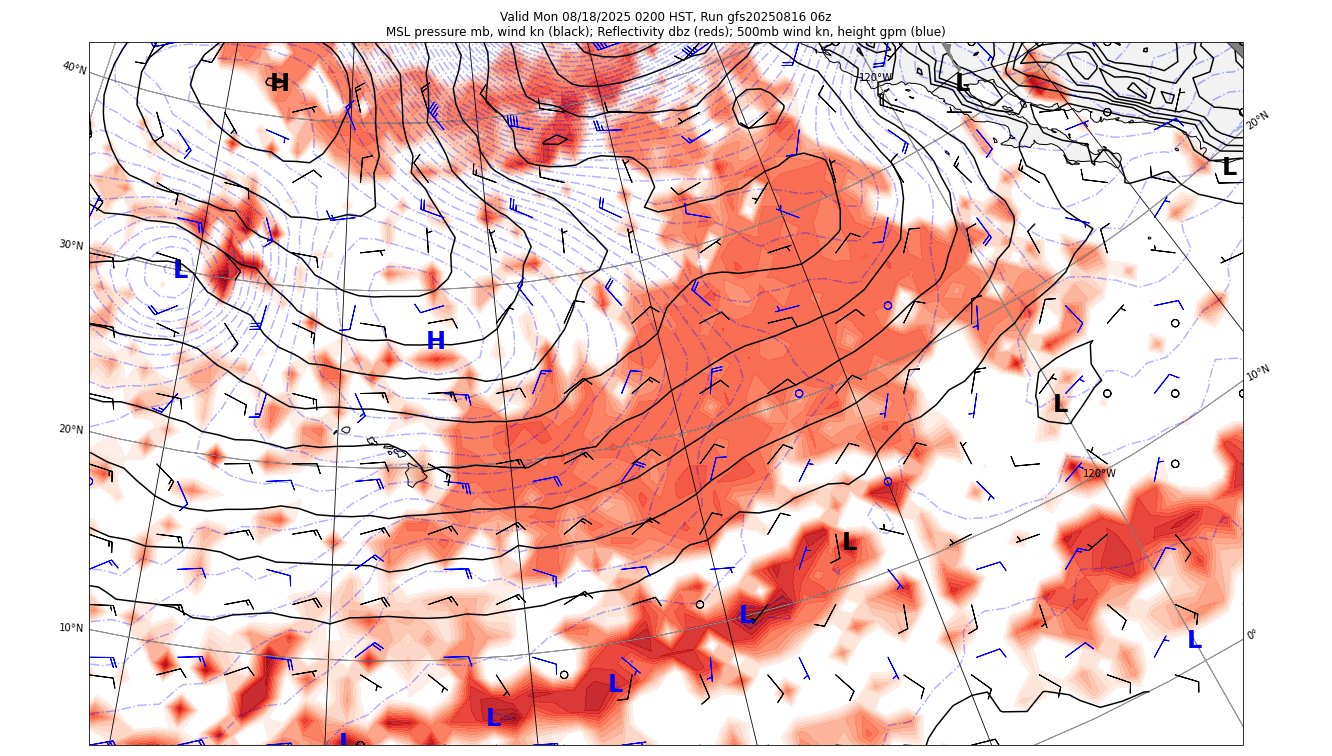 Valid Mon 08/18/2025 0200 HST, Run gfs20250816 06z
MSL pressure mb, wind kn (black); Reflectivity dbz (reds); 500mb wind kn, height gpm (blue)
40°N
H
120°W
L
20°N
L
30°N
L
H
10°N
L
20°N
120°W
L
10°N
L
0°
L
L
L
L